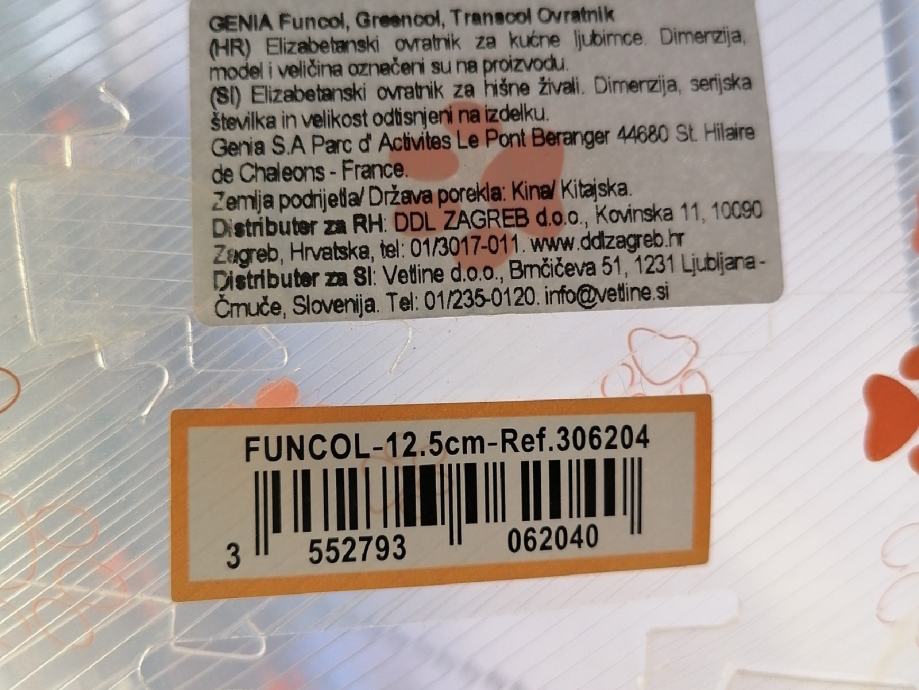 GENIA Funcol, Greencol, Transcol Ovratnik
(HR) Elizabetanski ovratnik za kućne ljubimce. Dimenzija,
model i veličina označeni su na proizvodu.
(SI) Elizabetanski ovratnik za hišne živali. Dimenzija, serijska
številka in velikost odtisnjeni na izdelku.
Genia S.A Parc d' Activites Le Pont Beranger 44680 St. Hilaire
de Chaleons - France.
Zemlja podrijetla/ Država porekla: Kina/ Kitajska.
Distributer za RH: DDL ZAGREB d.o.o., Kovinska 11, 10090
Zagreb, Hrvatska, tel: 01/3017-011. www.ddlzagreb.hr
Distributer za SI: Vetline d.o.o., Brnčičeva 51, 1231 Ljubljana -
Črnuče, Slovenija. Tel: 01/235-0120. info@vetline.si
FUNCOL-12.5cm-Ref.306204
3 552793 062040